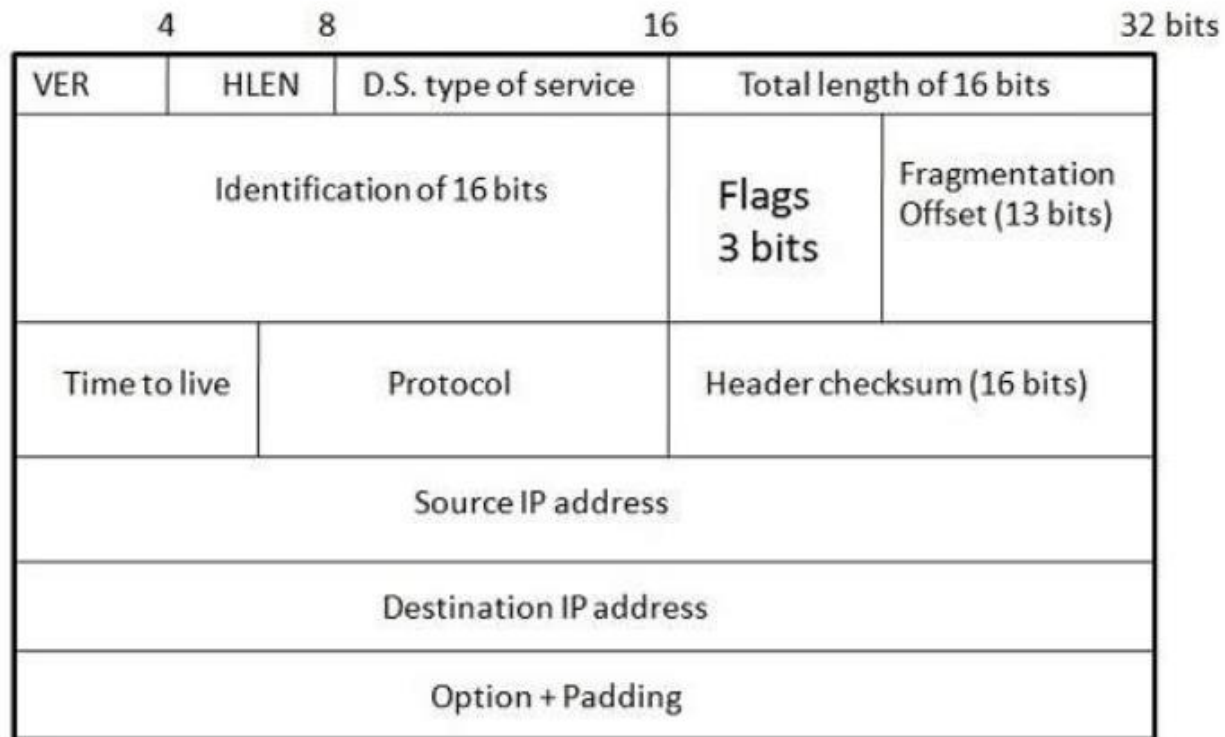 4 8 16 32 bits
VER HLEN D.S. type of service Total length of 16 bits
Identification of 16 bits Flags Fragmentation
3 bits Offset (13 bits)
Time to live Protocol Header checksum (16 bits)
Source IP address
Destination IP address
Option + Padding